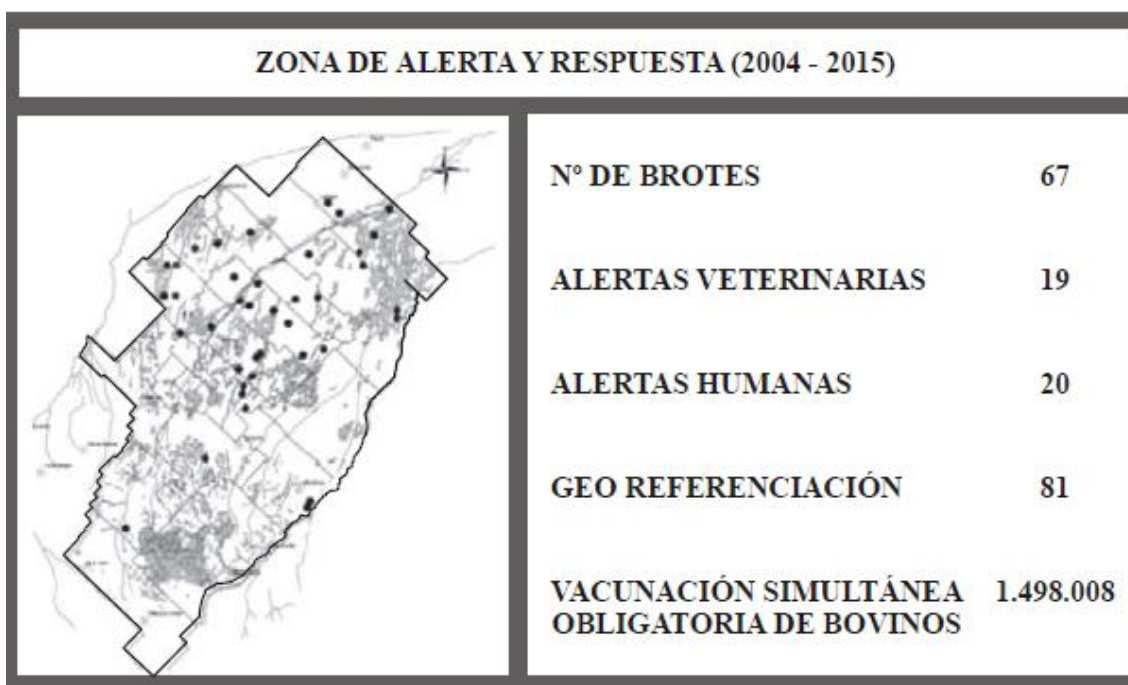 ZONA DE ALERTA Y RESPUESTA (2004 - 2015)
Nº DE BROTES 67
ALERTAS VETERINARIAS 19
ALERTAS HUMANAS 20
GEO REFERENCIACIÓN 81
VACUNACIÓN SIMULTÁNEA 1.498.008
OBLIGATORIA DE BOVINOS